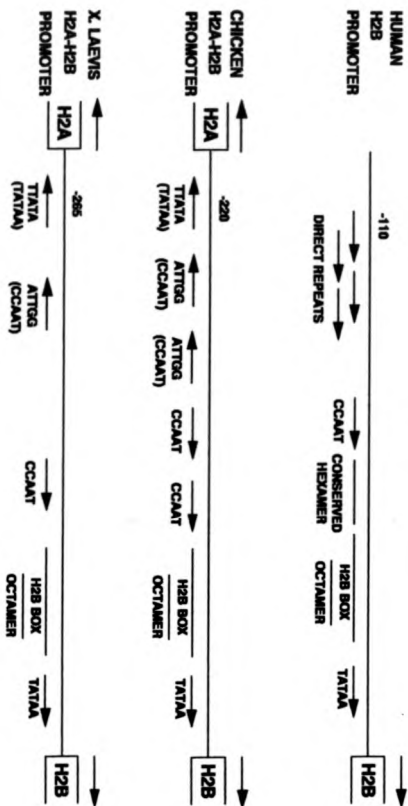 HUMAN
H2B
PROMOTER
-110
DIRECT REPEATS
CCAAT
CONSERVED
HEXAMER
H2B BOX
OCTAMER
TATAA
H2B
CHICKEN
H2A-H2B
PROMOTER
H2A
-220
TTATA
(TATAA)
ATTGG
(CCAAT)
ATTGG
(CCAAT)
CCAAT
CCAAT
H2B BOX
OCTAMER
TATAA
H2B
X. LAEVIS
H2A-H2B
PROMOTER
H2A
-265
TTATA
(TATAA)
ATTGG
(CCAAT)
CCAAT
H2B BOX
OCTAMER
TATAA
H2B